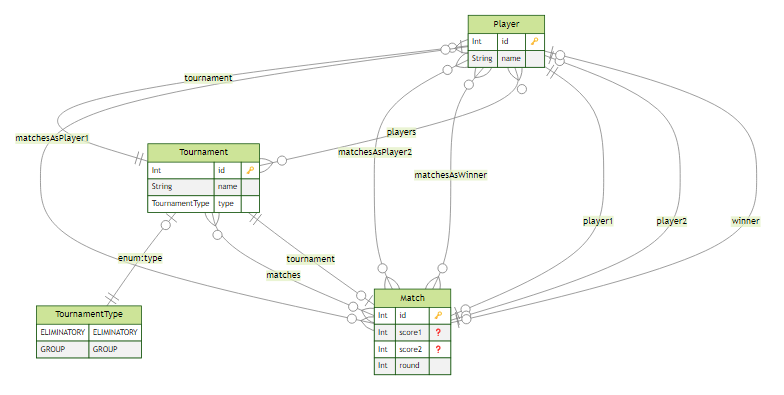 Player
Int id 🔑
String name
tournament
matchesAsPlayer1
players
Tournament
Int id 🔑
String name
TournamentType type
matchesAsPlayer2
matchesAsWinner
player1
player2
winner
enum:type
tournament
matches
TournamentType
ELIMINATORY ELIMINATORY
GROUP GROUP
Match
Int id 🔑
Int score1 ❓
Int score2 ❓
Int round